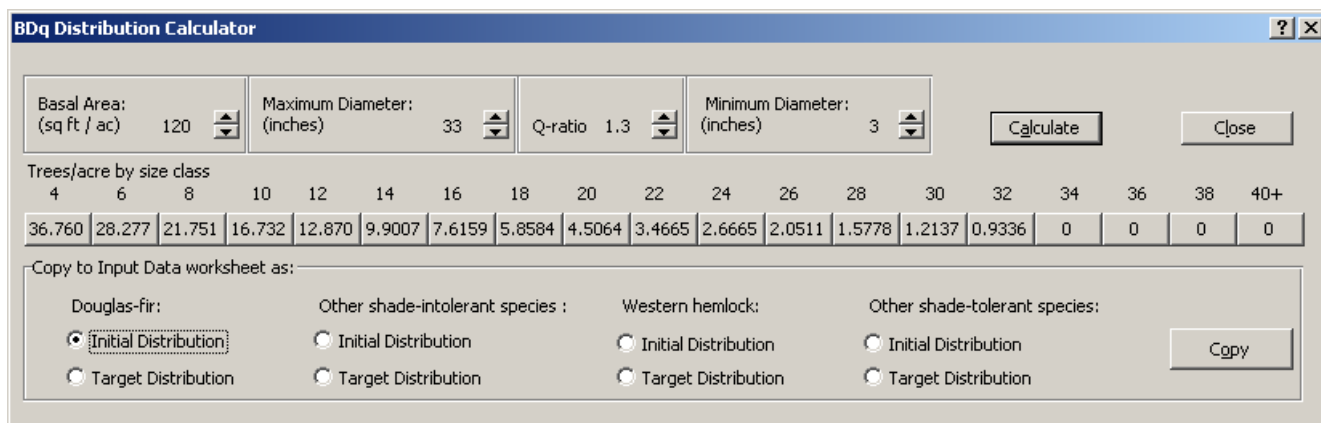 BDq Distribution Calculator
Basal Area: Maximum Diameter: Minimum Diameter:
(sq ft / ac) 120 (inches) 33 Q-ratio 1.3 (inches) 3 Calculate Close
Trees/acre by size class
4 6 8 10 12 14 16 18 20 22 24 26 28 30 32 34 36 38 40+
36.760 28.277 21.751 16.732 12.870 9.9007 7.6159 5.8584 4.5064 3.4665 2.6665 2.0511 1.5778 1.2137 0.9336 0 0 0 0
Copy to Input Data worksheet as:
Douglas-fir: Other shade-intolerant species : Western hemlock: Other shade-tolerant species:
Initial Distribution Initial Distribution Initial Distribution Initial Distribution Copy
Target Distribution Target Distribution Target Distribution Target Distribution